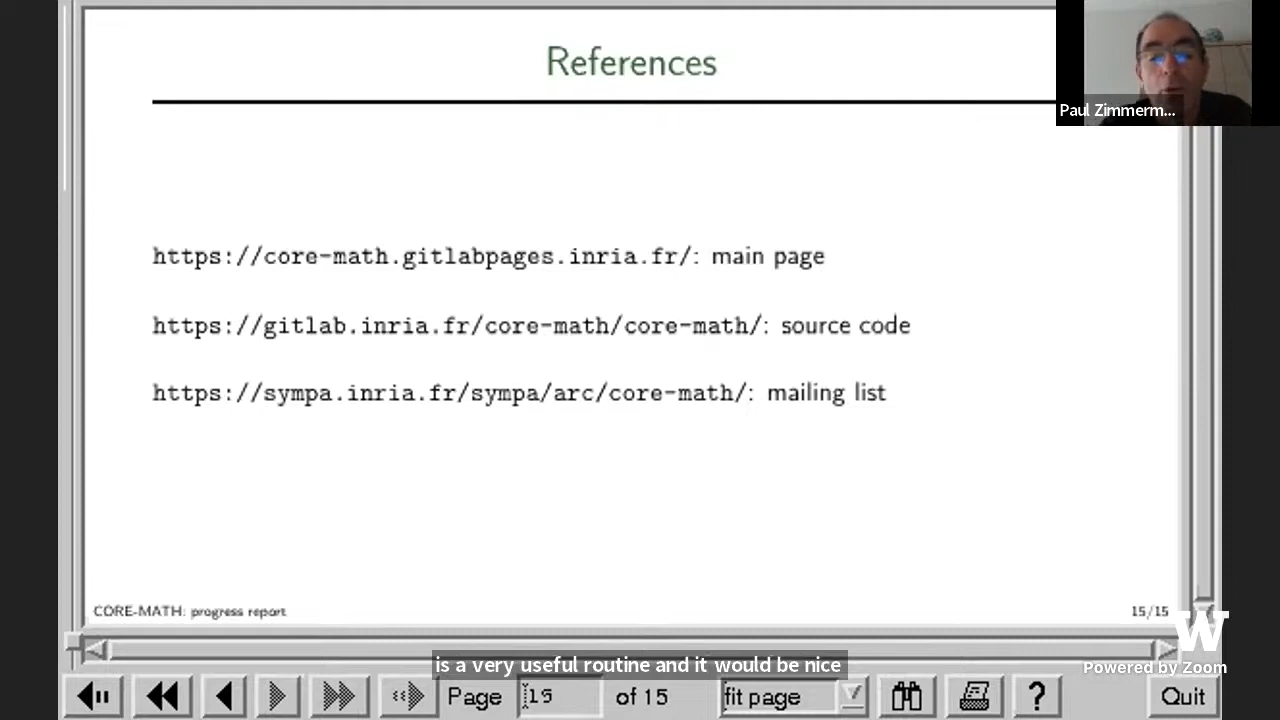 References
Paul Zimmerm...
https://core-math.gitlabpages.inria.fr/: main page
https://gitlab.inria.fr/core-math/core-math/: source code
https://sympa.inria.fr/sympa/arc/core-math/: mailing list
CORE-MATH: progress report
15/15
W
Powered by Zoom
is a very useful routine and it would be nice
Page 15 of 15 fit page ? Quit